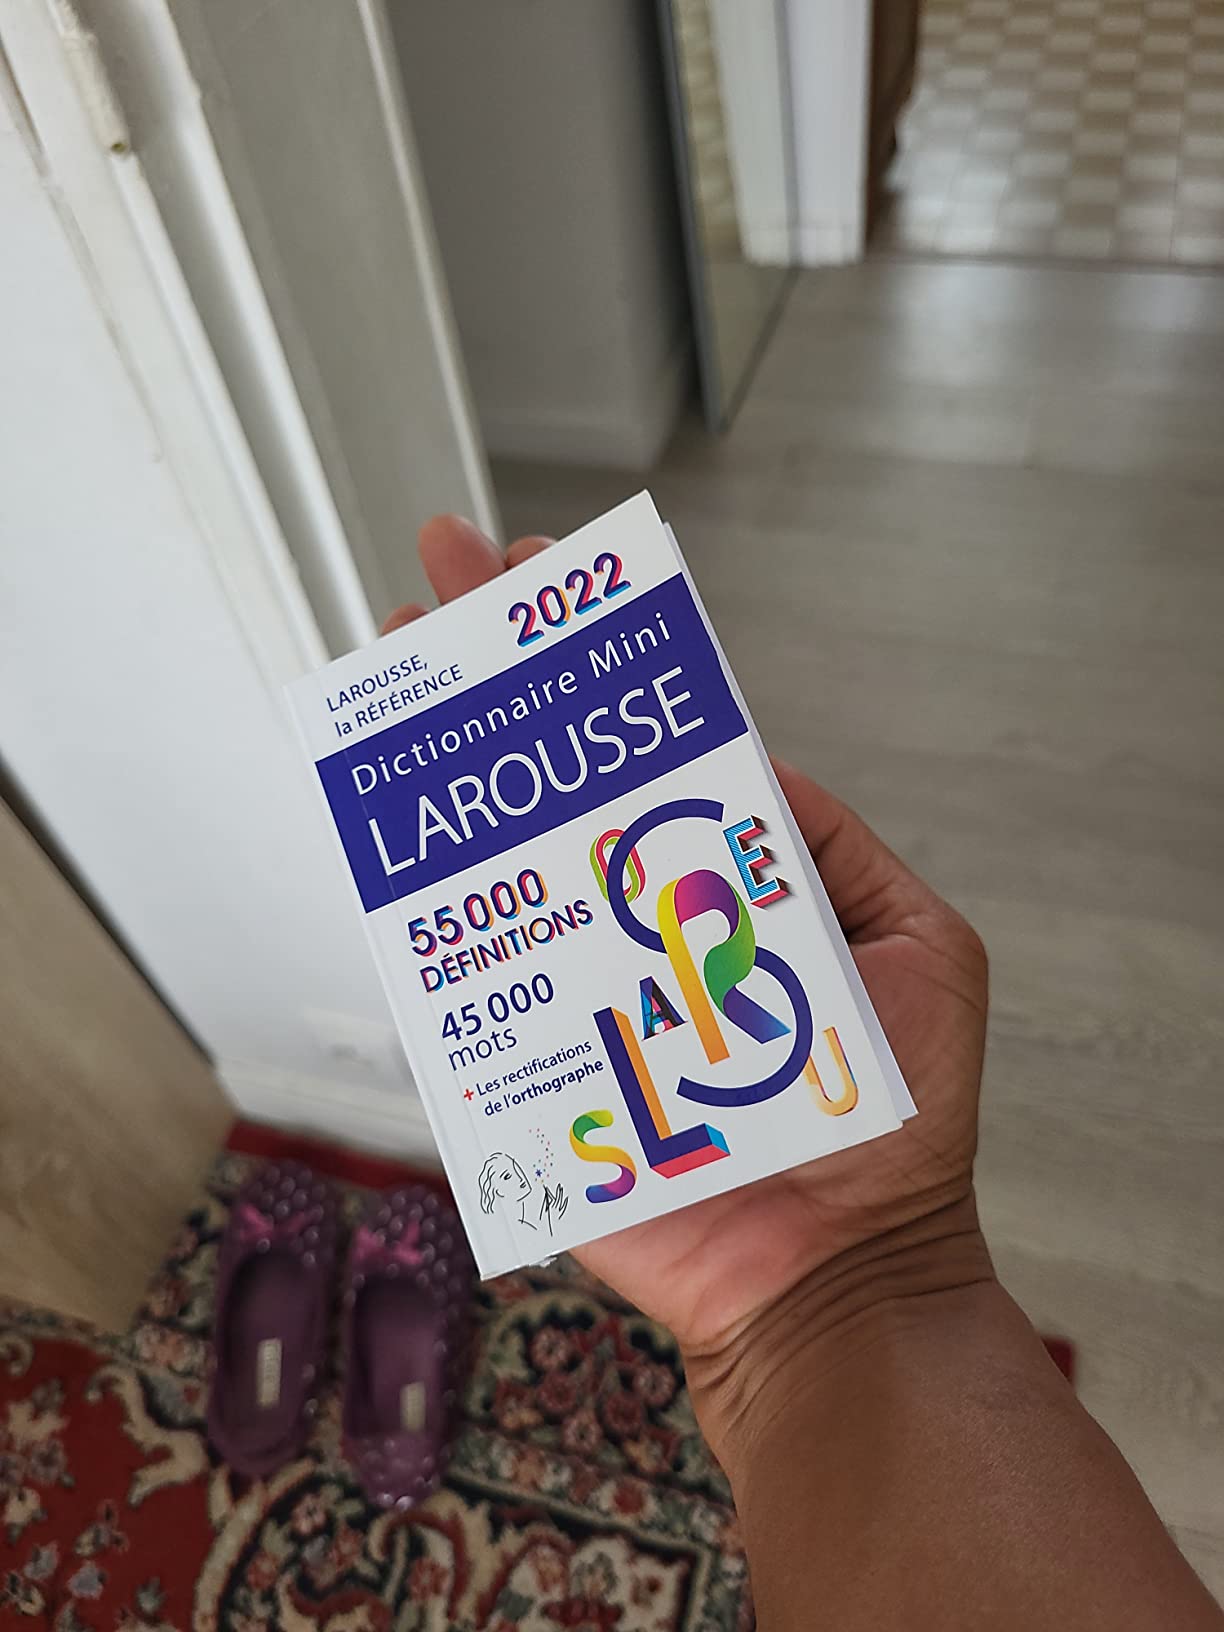 2022
LAROUSSE,
la RÉFÉRENCE
Dictionnaire Mini
LAROUSSE
55 000
DÉFINITIONS
45 000
mots
+ Les rectifications
de l'orthographe
O
S
E
R
A
L
S
U